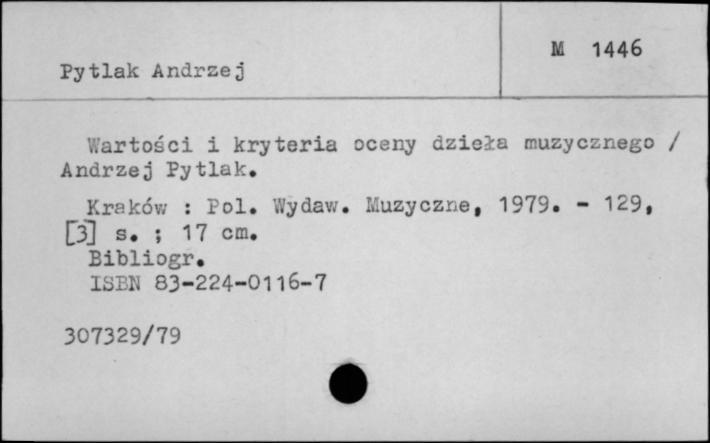 M 1446
Pytlak Andrzej
Wartości i kryteria oceny dzieła muzycznego /
Andrzej Pytlak.
Kraków : Pol. Wydaw. Muzyczne, 1979. - 129,
[3] s. ; 17 cm.
Bibliogr.
ISBN 83-224-0116-7
307329/79